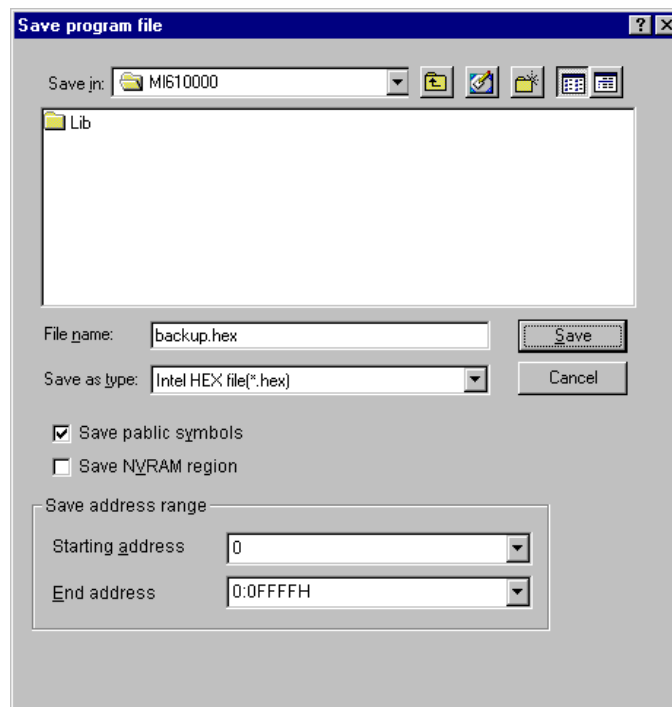 Save program file
Save in: MI610000
Lib
File name: backup.hex Save
Save as type: Intel HEX file(*.hex) Cancel
Save pablic symbols
Save NVRAM region
Save address range
Starting address 0
End address 0:0FFFFH